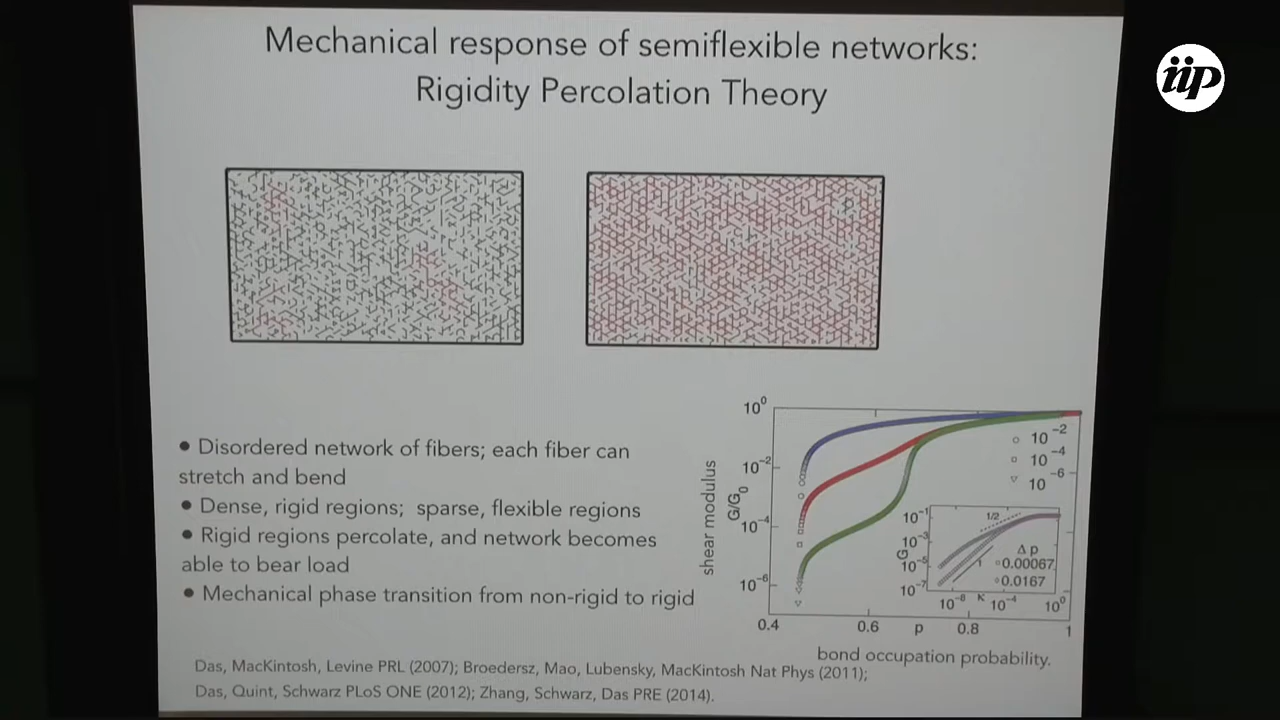 iip
Mechanical response of semiflexible networks:
Rigidity Percolation Theory
• Disordered network of fibers; each fiber can
stretch and bend
• Dense, rigid regions; sparse, flexible regions
• Rigid regions percolate, and network becomes
able to bear load
• Mechanical phase transition from non-rigid to rigid
shear modulus
G/G0
10^0
10^-2
10^-4
10^-6
0.4
0.6
p
0.8
1
bond occupation probability.
○ 10^-2
□ 10^-4
▽ 10^-6
10^-1
10^-3
10^-5
10^-7
G
1/2
1
Δp
0.00067
0.0167
κ
10^-4
10^0
Das, MacKintosh, Levine PRL (2007); Broedersz, Mao, Lubensky, MacKintosh Nat Phys (2011);
Das, Quint, Schwarz PLoS ONE (2012); Zhang, Schwarz, Das PRE (2014).